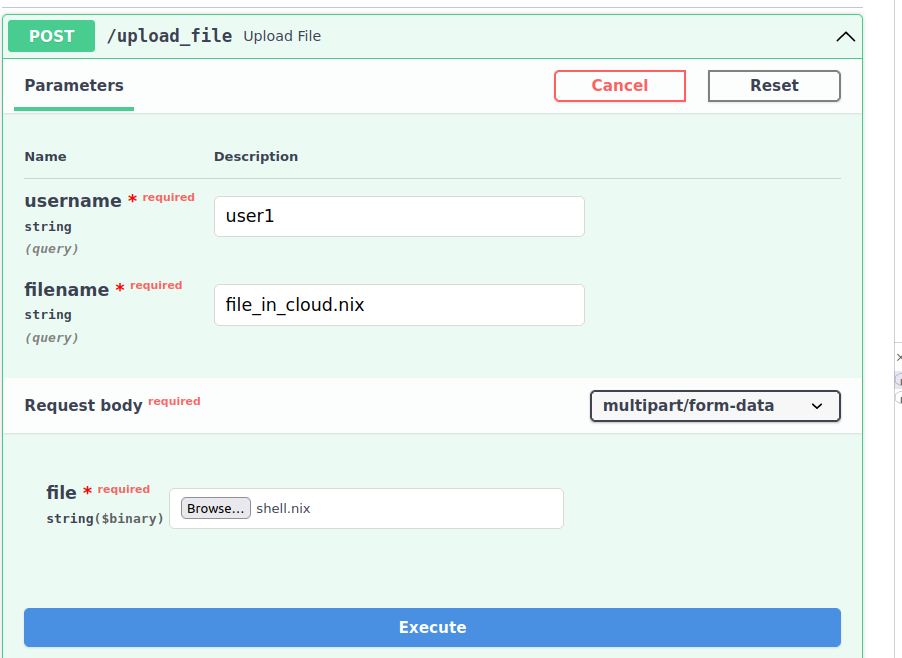 POST /upload_file Upload File
Parameters Cancel Reset
Name Description
username * required
string
(query)
user1
filename * required
string
(query)
file_in_cloud.nix
Request body required multipart/form-data
file * required
string($binary)
Browse... shell.nix
Execute